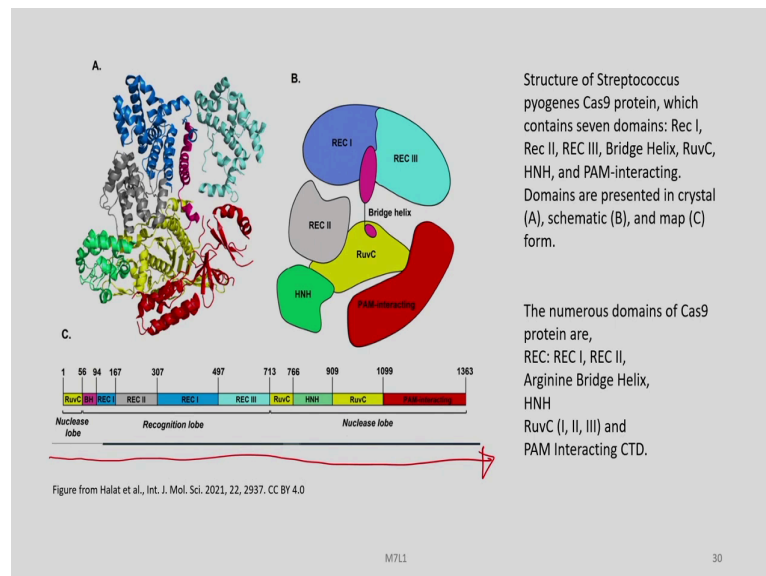 A.
B.
REC I
REC III
Bridge helix
REC II
RuvC
HNH
PAM-interacting
C.
1 56 94 167 307 497 713 766 909 1099 1363
RuvC BH REC I REC II REC I REC III RuvC HNH RuvC PAM-interacting
Nuclease lobe
Recognition lobe
Nuclease lobe
Figure from Halat et al., Int. J. Mol. Sci. 2021, 22, 2937. CC BY 4.0
Structure of Streptococcus
pyogenes Cas9 protein, which
contains seven domains: Rec I,
Rec II, REC III, Bridge Helix, RuvC,
HNH, and PAM-interacting.
Domains are presented in crystal
(A), schematic (B), and map (C)
form.
The numerous domains of Cas9
protein are,
REC: REC I, REC II,
Arginine Bridge Helix,
HNH
RuvC (I, II, III) and
PAM Interacting CTD.
M7L1
30